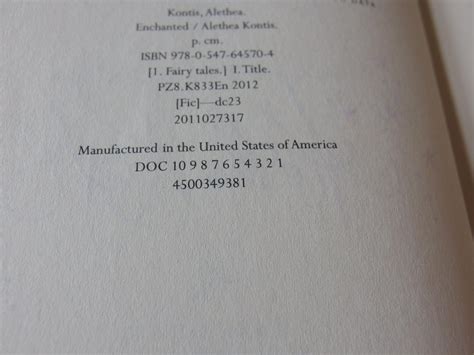 DATA
Kontis, Alethea.
Enchanted / Alethea Kontis.
p. cm.
ISBN 978-0-547-64570-4
[1. Fairy tales.] I. Title.
PZ8.K833En 2012
[Fic]—dc23
2011027317
Manufactured in the United States of America
DOC 10 9 8 7 6 5 4 3 2 1
4500349381